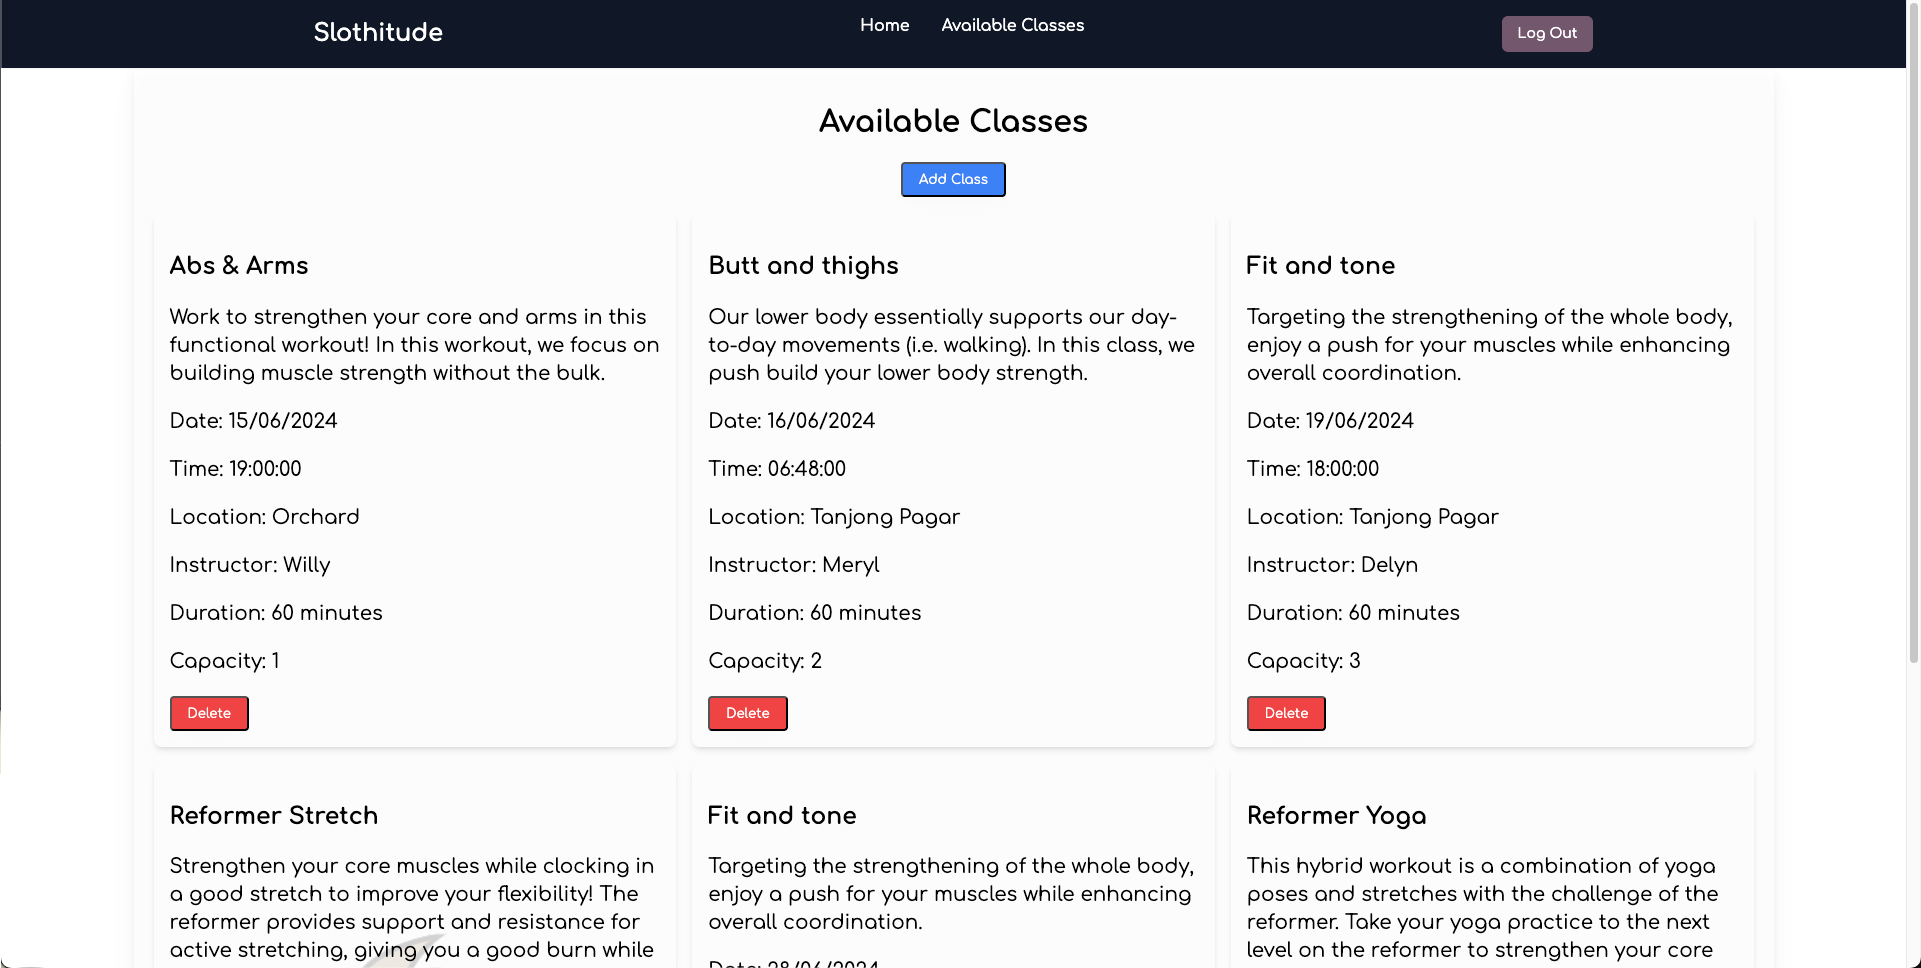 Slothitude
Home
Available Classes
Log Out
Available Classes
Add Class
Abs & Arms
Work to strengthen your core and arms in this
functional workout! In this workout, we focus on
building muscle strength without the bulk.
Date: 15/06/2024
Time: 19:00:00
Location: Orchard
Instructor: Willy
Duration: 60 minutes
Capacity: 1
Delete
Butt and thighs
Our lower body essentially supports our day-
to-day movements (i.e. walking). In this class, we
push build your lower body strength.
Date: 16/06/2024
Time: 06:48:00
Location: Tanjong Pagar
Instructor: Meryl
Duration: 60 minutes
Capacity: 2
Delete
Fit and tone
Targeting the strengthening of the whole body,
enjoy a push for your muscles while enhancing
overall coordination.
Date: 19/06/2024
Time: 18:00:00
Location: Tanjong Pagar
Instructor: Delyn
Duration: 60 minutes
Capacity: 3
Delete
Reformer Stretch
Strengthen your core muscles while clocking in
a good stretch to improve your flexibility! The
reformer provides support and resistance for
active stretching, giving you a good burn while
Fit and tone
Targeting the strengthening of the whole body,
enjoy a push for your muscles while enhancing
overall coordination.
Date: 28/06/2024
Reformer Yoga
This hybrid workout is a combination of yoga
poses and stretches with the challenge of the
reformer. Take your yoga practice to the next
level on the reformer to strengthen your core